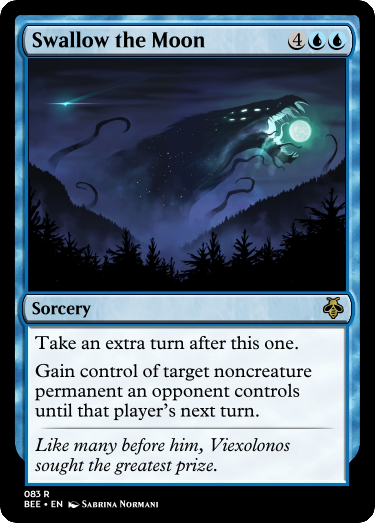 Swallow the Moon 4
Sorcery
Take an extra turn after this one.
Gain control of target noncreature
permanent an opponent controls
until that player's next turn.
Like many before him, Viexolonos
sought the greatest prize.
083 R
BEE • EN Sabrina Normani